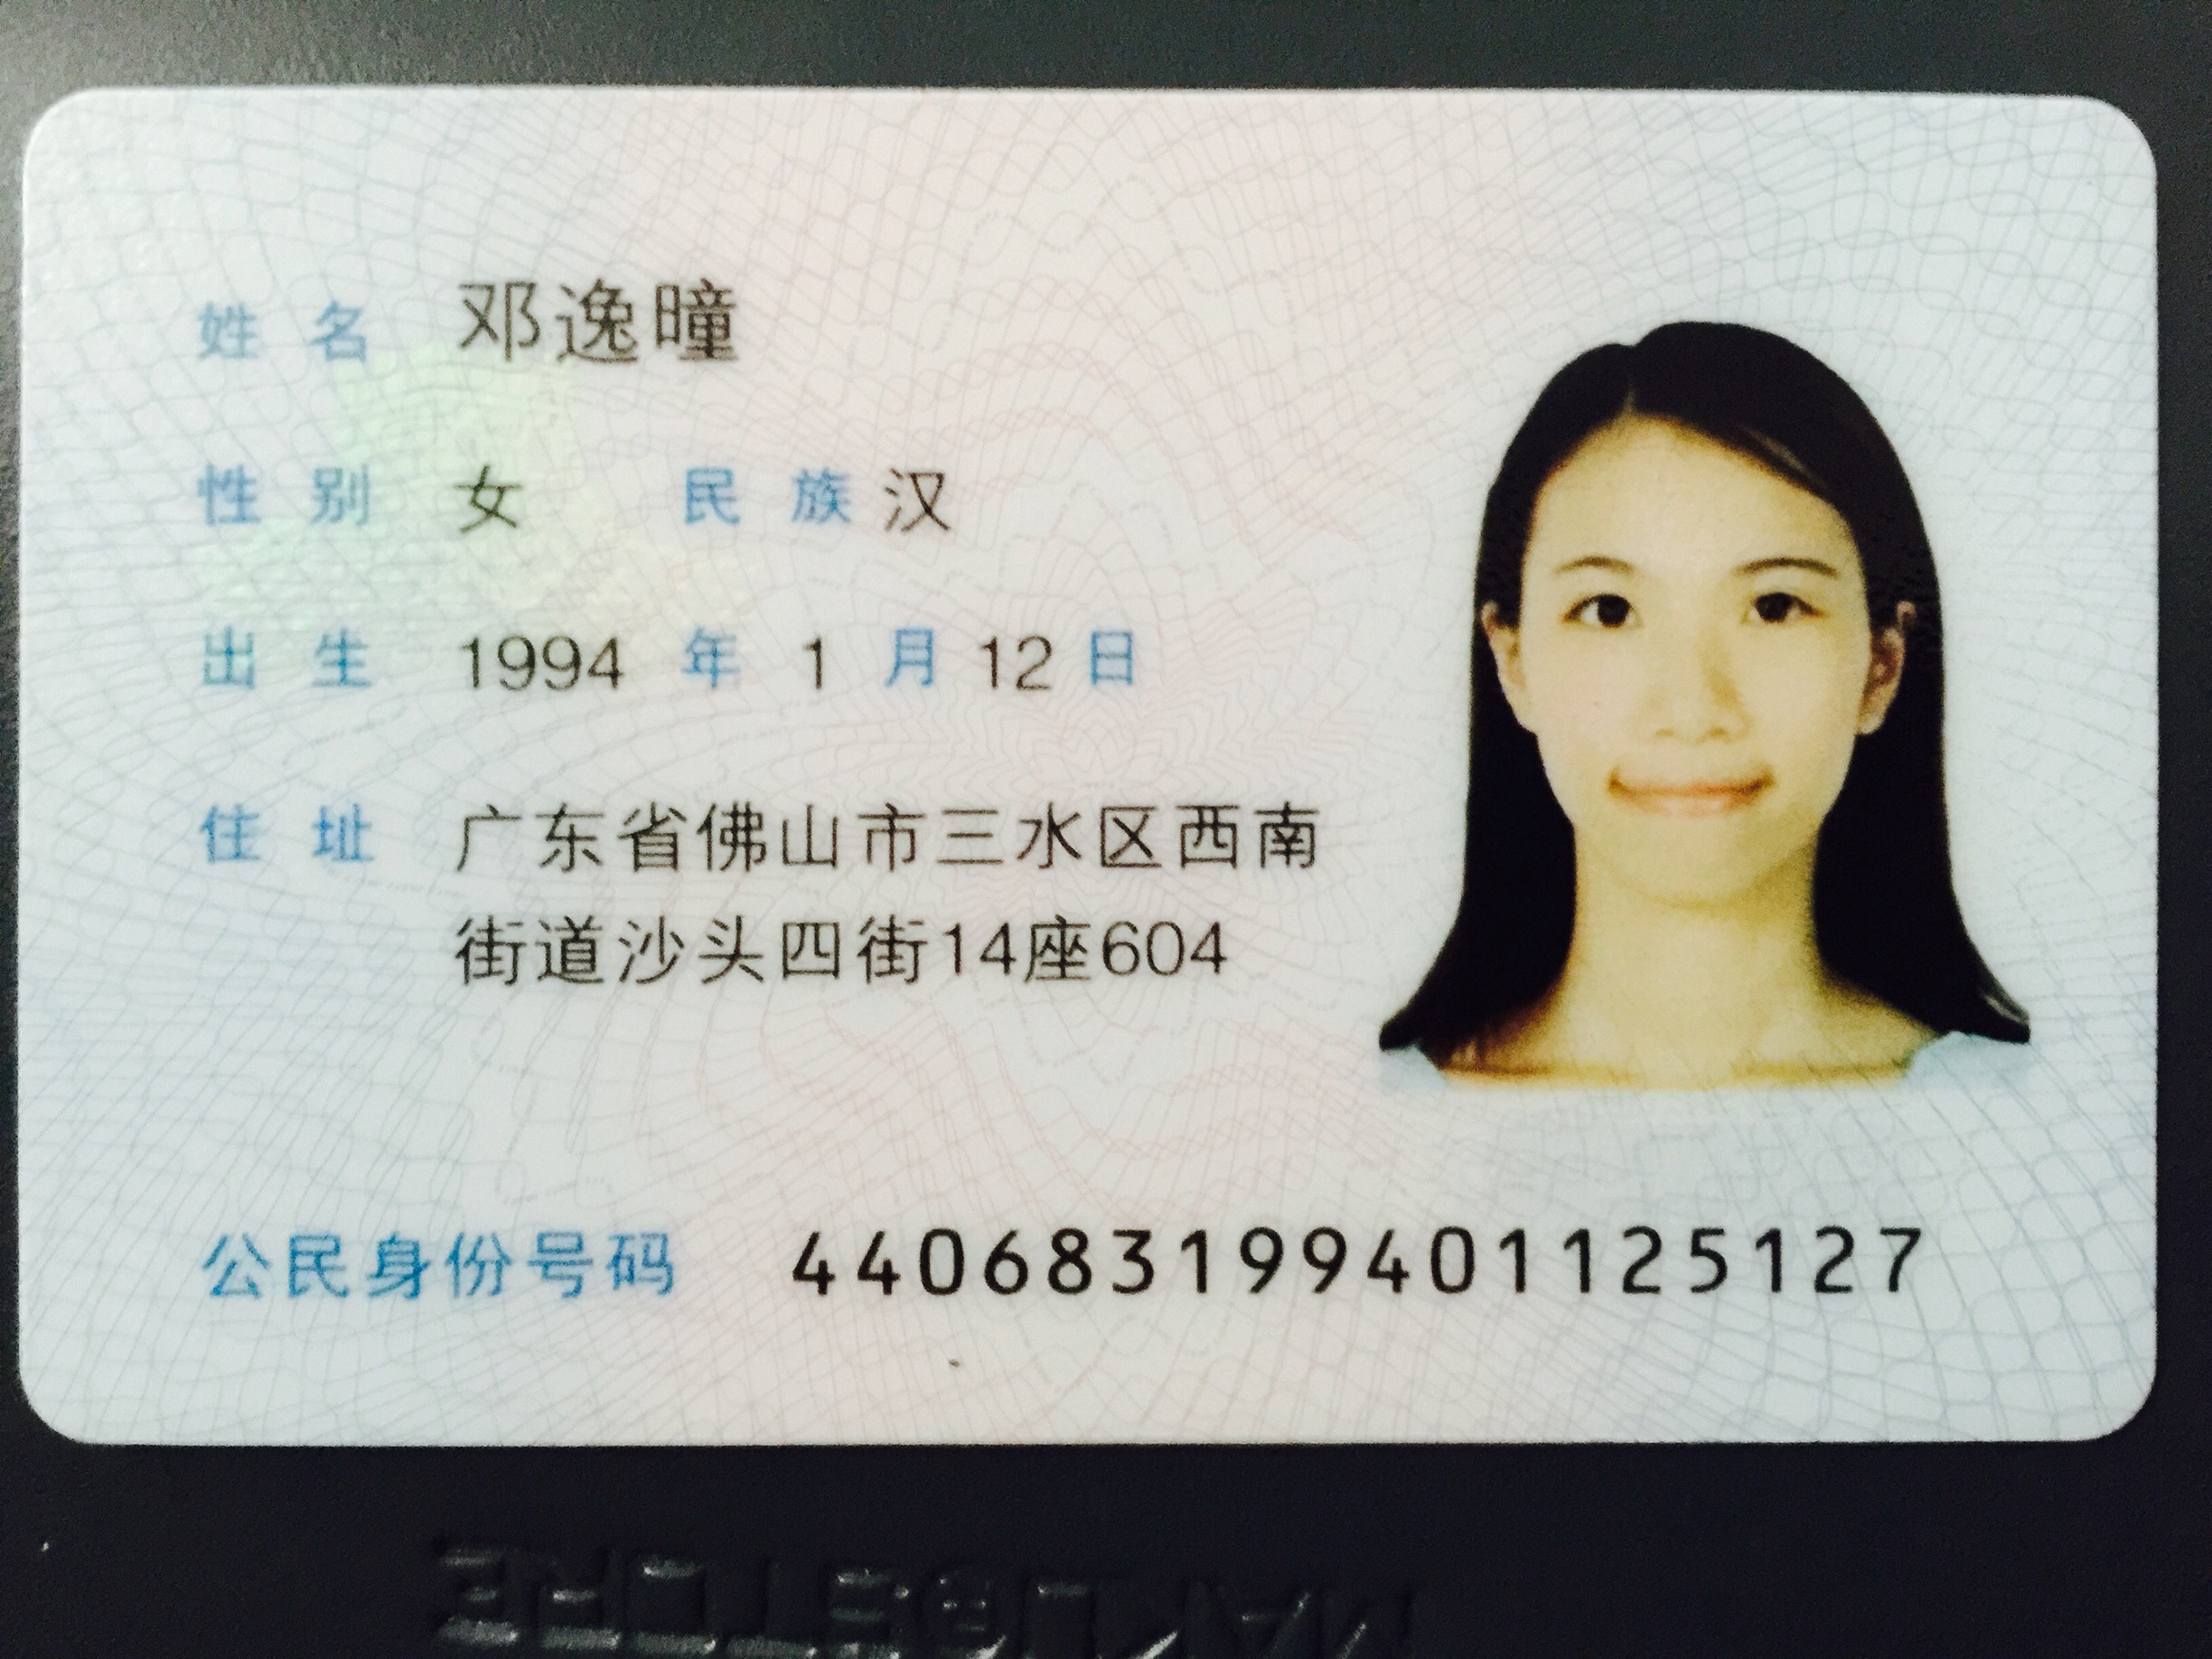 姓名 邓逸曈
性别 女 民族 汉
出生 1994 年 1 月 12 日
住址 广东省佛山市三水区西南
街道沙头四街14座604
公民身份号码 440683199401125127